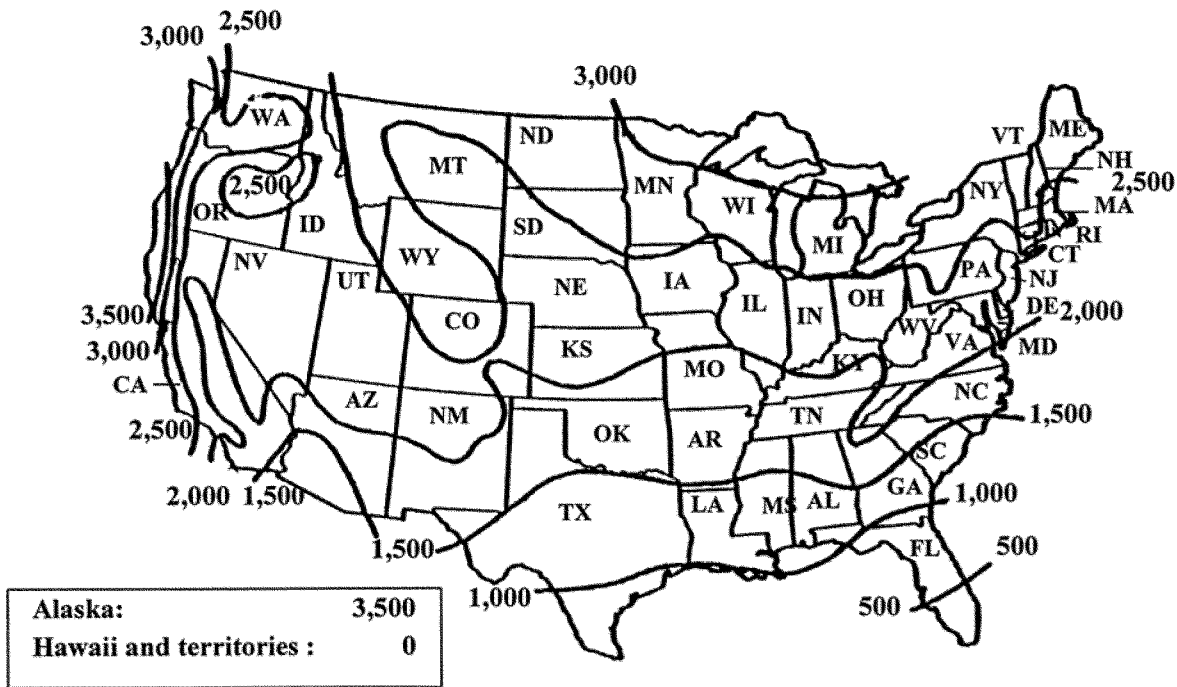 3,000 2,500
3,000
WA
MT
ND
MN
VT
ME
NH
2,500
NY
2,500
MA
OR
ID
WI
RI
SD
MI
CT
WY
NV
UT
NE
IA
PA
NJ
IL
IN
OH
DE
2,000
3,500
CO
WV
VA
MD
3,000
KS
MO
KY
CA
AZ
NM
NC
TN
1,500
2,500
OK
AR
SC
GA
2,000 1,500
1,000
TX
LA
MS
AL
1,500
FL
500
1,000
500
Alaska: 3,500
Hawaii and territories : 0